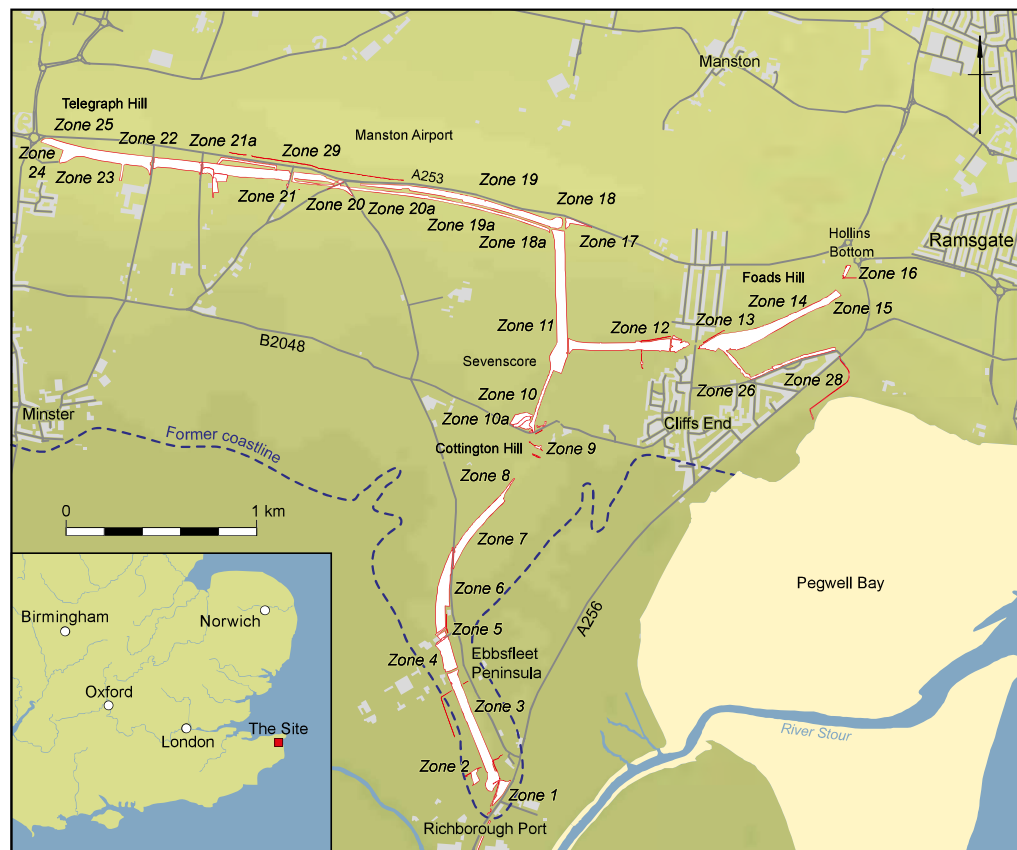 Manston
Telegraph Hill
Zone 25
Zone 22
Zone 21a
Zone 29
Manston Airport
A253
Zone
24
Zone 23
Zone 21
Zone 20
Zone 20a
Zone 19
Zone 19a
Zone 18
Zone 18a
Zone 17
Hollins
Bottom
Ramsgate
Foads Hill
Zone 16
Zone 14
Zone 15
Zone 13
Zone 12
Zone 11
B2048
Sevenscore
Zone 10
Zone 10a
Zone 26
Zone 28
Cliffs End
Minster
Former coastline
Cottington Hill
Zone 9
Zone 8
0
1 km
Zone 7
Zone 6
Zone 5
Zone 4
Ebbsfleet
Peninsula
A256
Pegwell Bay
Zone 3
River Stour
Zone 2
Zone 1
Richborough Port
Birmingham
Norwich
Oxford
London
The Site